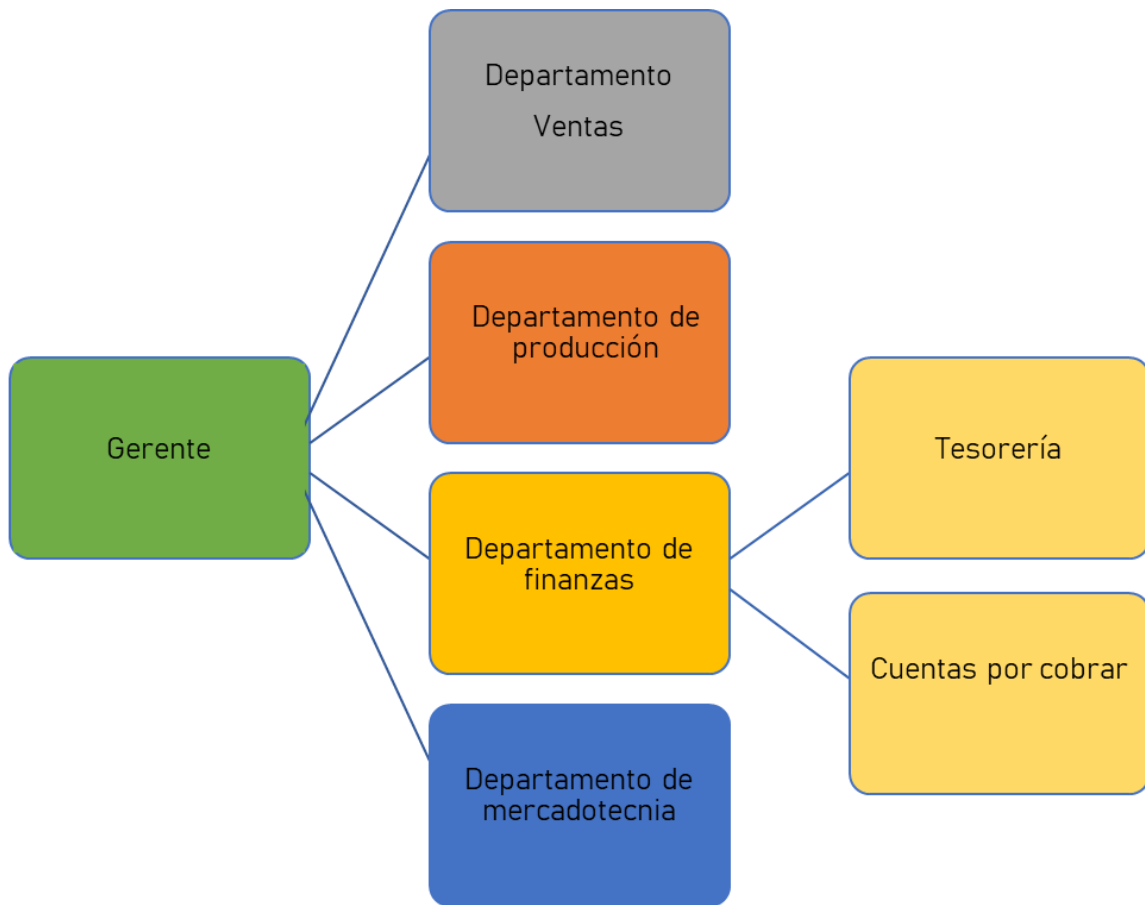 Departamento
Ventas
Departamento de
producción
Gerente
Tesorería
Departamento de
finanzas
Cuentas por cobrar
Departamento de
mercadotecnia